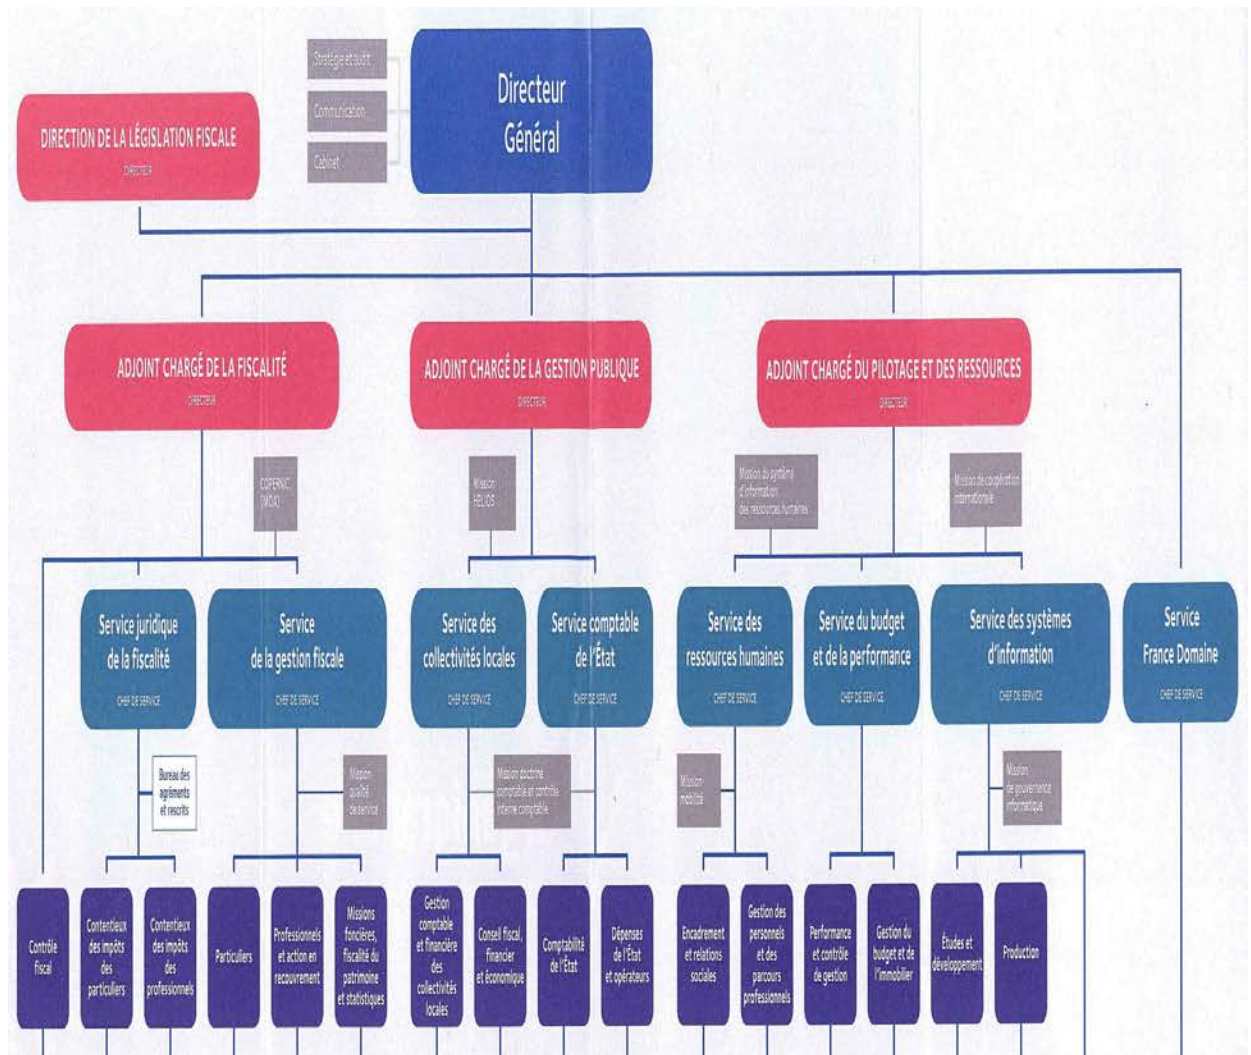 Stratégie et audit
Communication
Cabinet
Directeur
Général
DIRECTION DE LA LÉGISLATION FISCALE
DIRECTEUR
ADJOINT CHARGÉ DE LA FISCALITÉ
DIRECTEUR
ADJOINT CHARGÉ DE LA GESTION PUBLIQUE
DIRECTEUR
ADJOINT CHARGÉ DU PILOTAGE ET DES RESSOURCES
DIRECTEUR
COPERNIC
(MOA)
Mission
HELIOS
Mission du système
d'information
des ressources humaines
Mission de coopération
internationale
Service juridique
de la fiscalité
CHEF DE SERVICE
Service
de la gestion fiscale
CHEF DE SERVICE
Service des
collectivités locales
CHEF DE SERVICE
Service comptable
de l'État
CHEF DE SERVICE
Service des
ressources humaines
CHEF DE SERVICE
Service du budget
et de la performance
CHEF DE SERVICE
Service des systèmes
d'information
CHEF DE SERVICE
Service
France Domaine
CHEF DE SERVICE
Bureau des
agréments
et rescrits
Mission
qualité
de service
Mission doctrine
comptable et contrôle
interne comptable
Mission
mobilité
Mission
de gouvernance
informatique
Contrôle
fiscal
Contentieux
des impôts
des
particuliers
Contentieux
des impôts
des
professionnels
Particuliers
Professionnels
et action en
recouvrement
Missions
foncières,
fiscalité du
patrimoine
et statistiques
Gestion
comptable
et financière
des
collectivités
locales
Conseil fiscal,
financier
et économique
Comptabilité
de l'État
Dépenses
de l'État
et opérateurs
Encadrement
et relations
sociales
Gestion des
personnels
et des
parcours
professionnels
Performance
et contrôle
de gestion
Gestion du
budget et de
l'immobilier
Études et
développement
Production